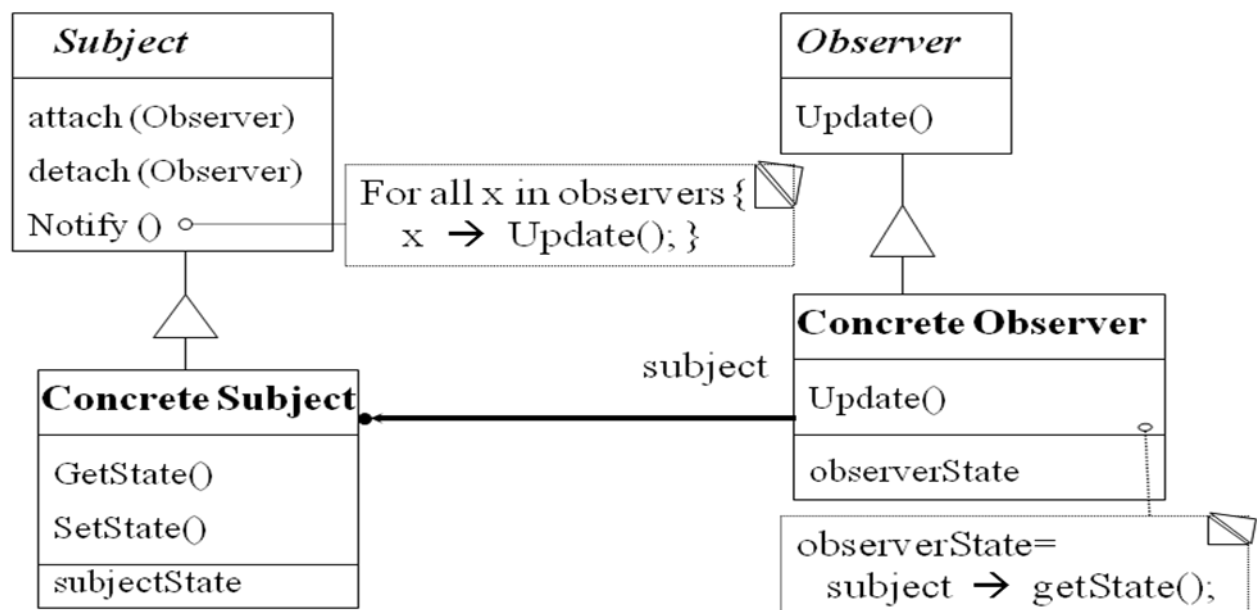 Subject
attach (Observer)
detach (Observer)
Notify ()
For all x in observers {
x → Update(); }
Observer
Update()
Concrete Subject
GetState()
SetState()
subjectState
subject
Concrete Observer
Update()
observerState
observerState=
subject → getState();